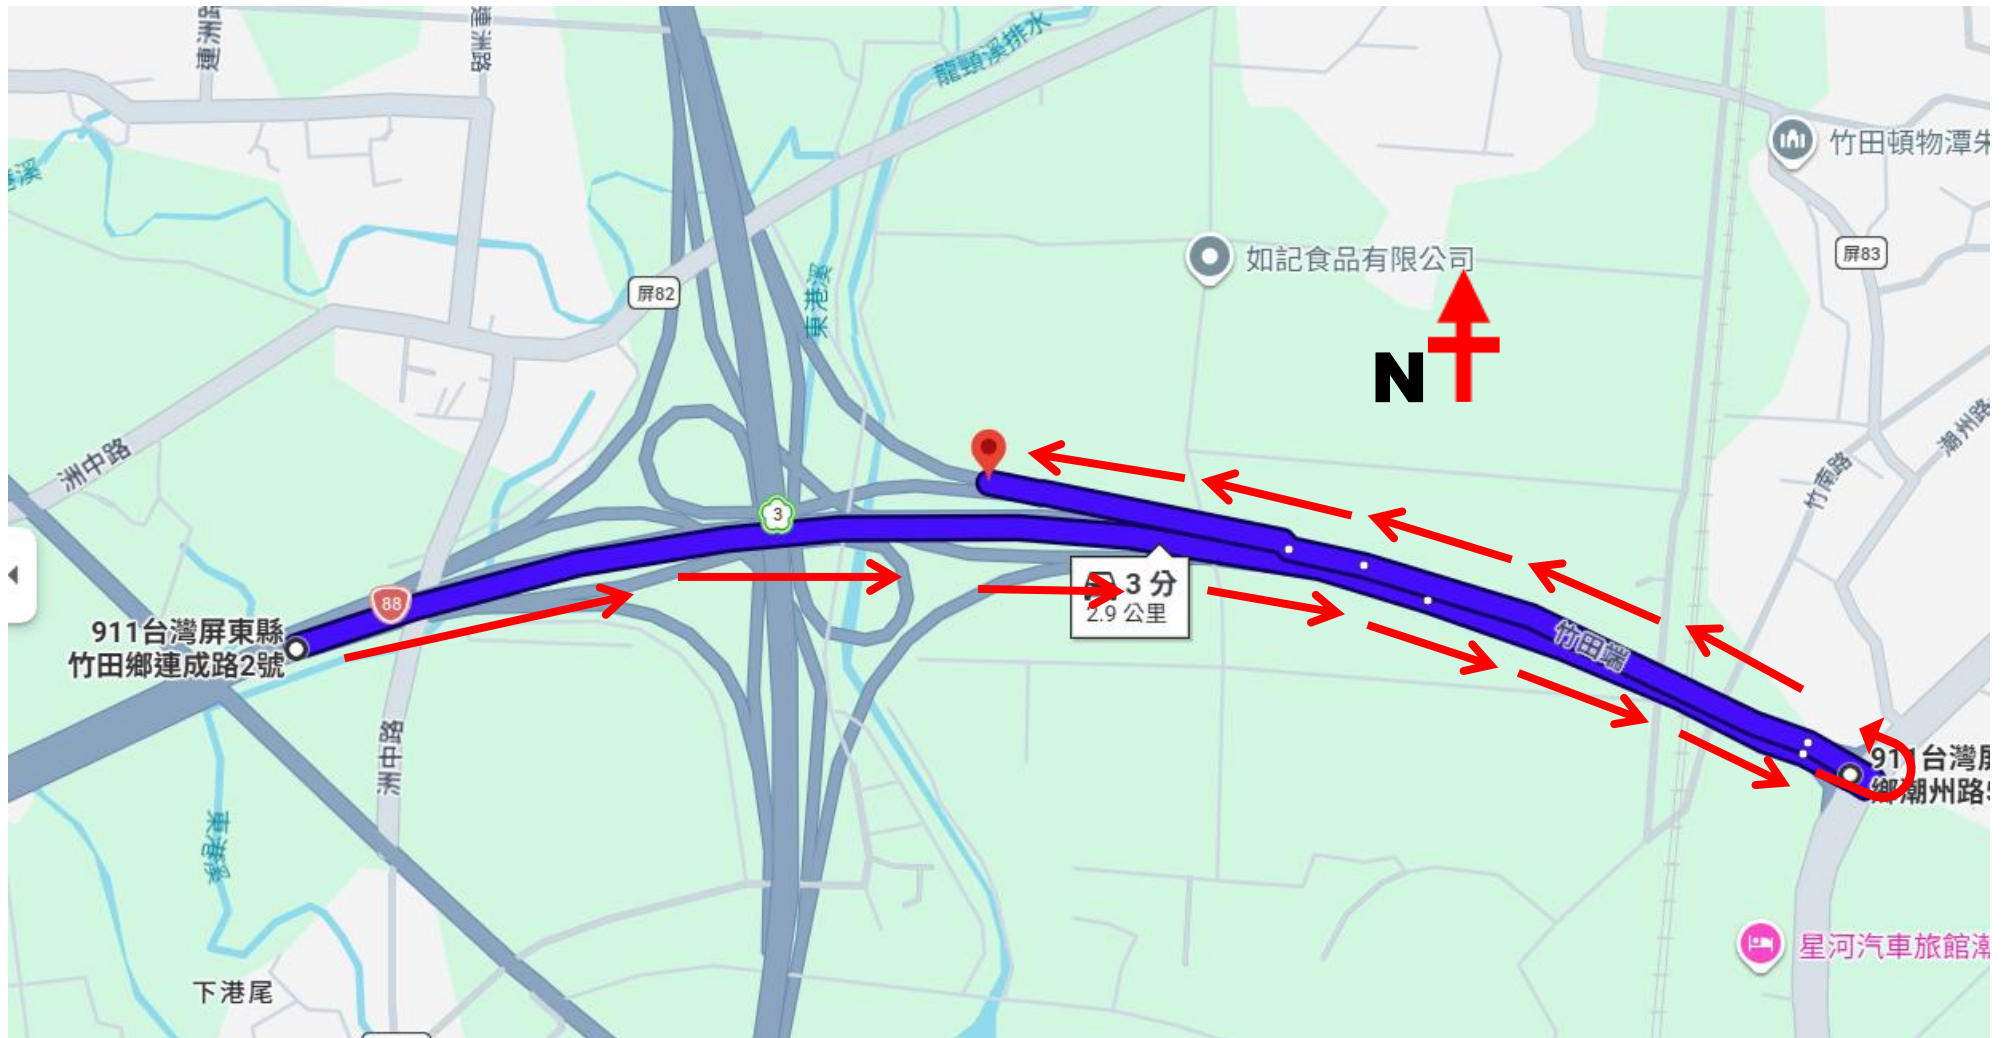 連洲路
連洲路
龍頸溪排水
竹田頓物潭朱
屏83
如記食品有限公司
屏82
東港溪
N
潮州路
洲中路
竹南路
3
88
3 分
2.9 公里
911台灣屏東縣
竹田鄉連成路2號
竹田端
洲中路
911台灣屏
鄉潮州路5
東港溪
星河汽車旅館潮
下港尾